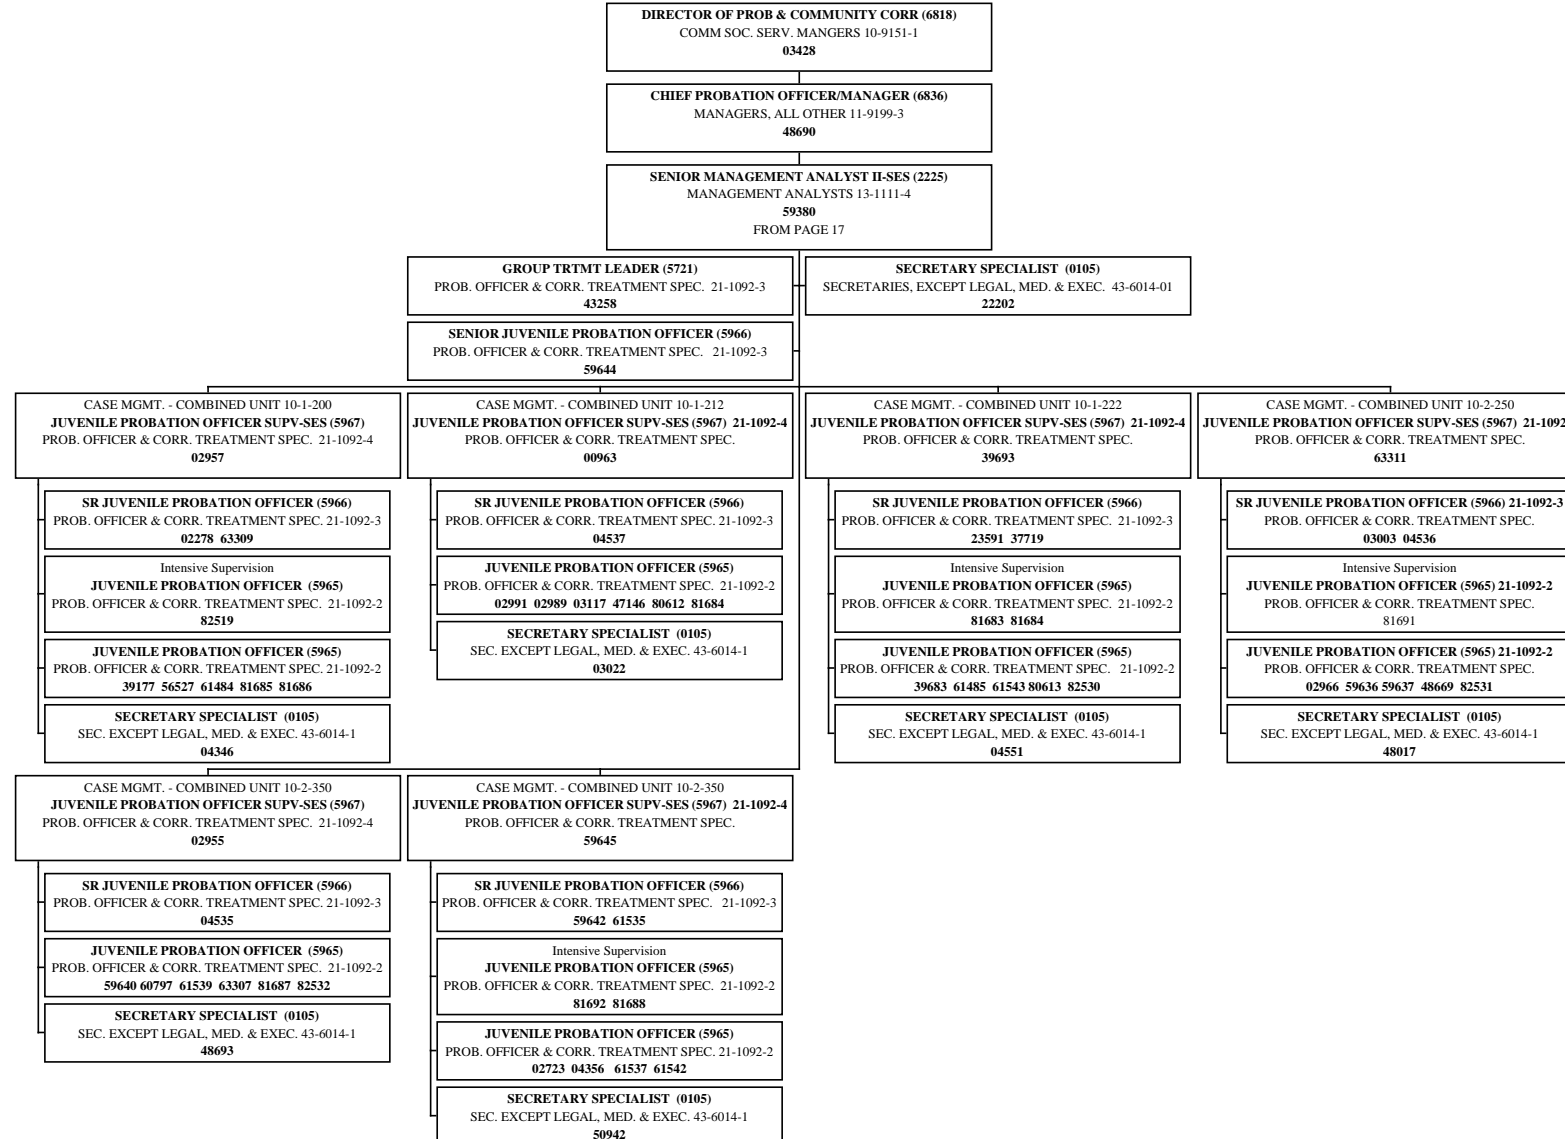 DIRECTOR OF PROB & COMMUNITY CORR (6818)
COMM SOC. SERV. MANGERS 10-9151-1
03428
CHIEF PROBATION OFFICER/MANAGER (6836)
MANAGERS, ALL OTHER 11-9199-3
48690
SENIOR MANAGEMENT ANALYST II-SES (2225)
MANAGEMENT ANALYSTS 13-1111-4
59380
FROM PAGE 17
GROUP TRTMT LEADER (5721)
PROB. OFFICER & CORR. TREATMENT SPEC. 21-1092-3
43258
SECRETARY SPECIALIST (0105)
SECRETARIES, EXCEPT LEGAL, MED. & EXEC. 43-6014-01
22202
SENIOR JUVENILE PROBATION OFFICER (5966)
PROB. OFFICER & CORR. TREATMENT SPEC. 21-1092-3
59644
CASE MGMT. - COMBINED UNIT 10-1-200
JUVENILE PROBATION OFFICER SUPV-SES (5967)
PROB. OFFICER & CORR. TREATMENT SPEC. 21-1092-4
02957
SR JUVENILE PROBATION OFFICER (5966)
PROB. OFFICER & CORR. TREATMENT SPEC. 21-1092-3
02278 63309
Intensive Supervision
JUVENILE PROBATION OFFICER (5965)
PROB. OFFICER & CORR. TREATMENT SPEC. 21-1092-2
82519
JUVENILE PROBATION OFFICER (5965)
PROB. OFFICER & CORR. TREATMENT SPEC. 21-1092-2
39177 56527 61484 81685 81686
SECRETARY SPECIALIST (0105)
SEC. EXCEPT LEGAL, MED. & EXEC. 43-6014-1
04346
CASE MGMT. - COMBINED UNIT 10-1-212
JUVENILE PROBATION OFFICER SUPV-SES (5967) 21-1092-4
PROB. OFFICER & CORR. TREATMENT SPEC.
00963
SR JUVENILE PROBATION OFFICER (5966)
PROB. OFFICER & CORR. TREATMENT SPEC. 21-1092-3
04537
JUVENILE PROBATION OFFICER (5965)
PROB. OFFICER & CORR. TREATMENT SPEC. 21-1092-2
02991 02989 03117 47146 80612 81684
SECRETARY SPECIALIST (0105)
SEC. EXCEPT LEGAL, MED. & EXEC. 43-6014-1
03022
CASE MGMT. - COMBINED UNIT 10-1-222
JUVENILE PROBATION OFFICER SUPV-SES (5967) 21-1092-4
PROB. OFFICER & CORR. TREATMENT SPEC.
39693
SR JUVENILE PROBATION OFFICER (5966)
PROB. OFFICER & CORR. TREATMENT SPEC. 21-1092-3
23591 37719
Intensive Supervision
JUVENILE PROBATION OFFICER (5965)
PROB. OFFICER & CORR. TREATMENT SPEC. 21-1092-2
81683 81684
JUVENILE PROBATION OFFICER (5965)
PROB. OFFICER & CORR. TREATMENT SPEC. 21-1092-2
39683 61485 61543 80613 82530
SECRETARY SPECIALIST (0105)
SEC. EXCEPT LEGAL, MED. & EXEC. 43-6014-1
04551
CASE MGMT. - COMBINED UNIT 10-2-250
JUVENILE PROBATION OFFICER SUPV-SES (5967) 21-1092
PROB. OFFICER & CORR. TREATMENT SPEC.
63311
SR JUVENILE PROBATION OFFICER (5966) 21-1092-3
PROB. OFFICER & CORR. TREATMENT SPEC.
03003 04536
Intensive Supervision
JUVENILE PROBATION OFFICER (5965) 21-1092-2
PROB. OFFICER & CORR. TREATMENT SPEC.
81691
JUVENILE PROBATION OFFICER (5965) 21-1092-2
PROB. OFFICER & CORR. TREATMENT SPEC.
02966 59636 59637 48669 82531
SECRETARY SPECIALIST (0105)
SEC. EXCEPT LEGAL, MED. & EXEC. 43-6014-1
48017
CASE MGMT. - COMBINED UNIT 10-2-350
JUVENILE PROBATION OFFICER SUPV-SES (5967)
PROB. OFFICER & CORR. TREATMENT SPEC. 21-1092-4
02955
SR JUVENILE PROBATION OFFICER (5966)
PROB. OFFICER & CORR. TREATMENT SPEC. 21-1092-3
04535
JUVENILE PROBATION OFFICER (5965)
PROB. OFFICER & CORR. TREATMENT SPEC. 21-1092-2
59640 60797 61539 63307 81687 82532
SECRETARY SPECIALIST (0105)
SEC. EXCEPT LEGAL, MED. & EXEC. 43-6014-1
48693
CASE MGMT. - COMBINED UNIT 10-2-350
JUVENILE PROBATION OFFICER SUPV-SES (5967) 21-1092-4
PROB. OFFICER & CORR. TREATMENT SPEC.
59645
SR JUVENILE PROBATION OFFICER (5966)
PROB. OFFICER & CORR. TREATMENT SPEC. 21-1092-3
59642 61535
Intensive Supervision
JUVENILE PROBATION OFFICER (5965)
PROB. OFFICER & CORR. TREATMENT SPEC. 21-1092-2
81692 81688
JUVENILE PROBATION OFFICER (5965)
PROB. OFFICER & CORR. TREATMENT SPEC. 21-1092-2
02723 04356 61537 61542
SECRETARY SPECIALIST (0105)
SEC. EXCEPT LEGAL, MED. & EXEC. 43-6014-1
50942